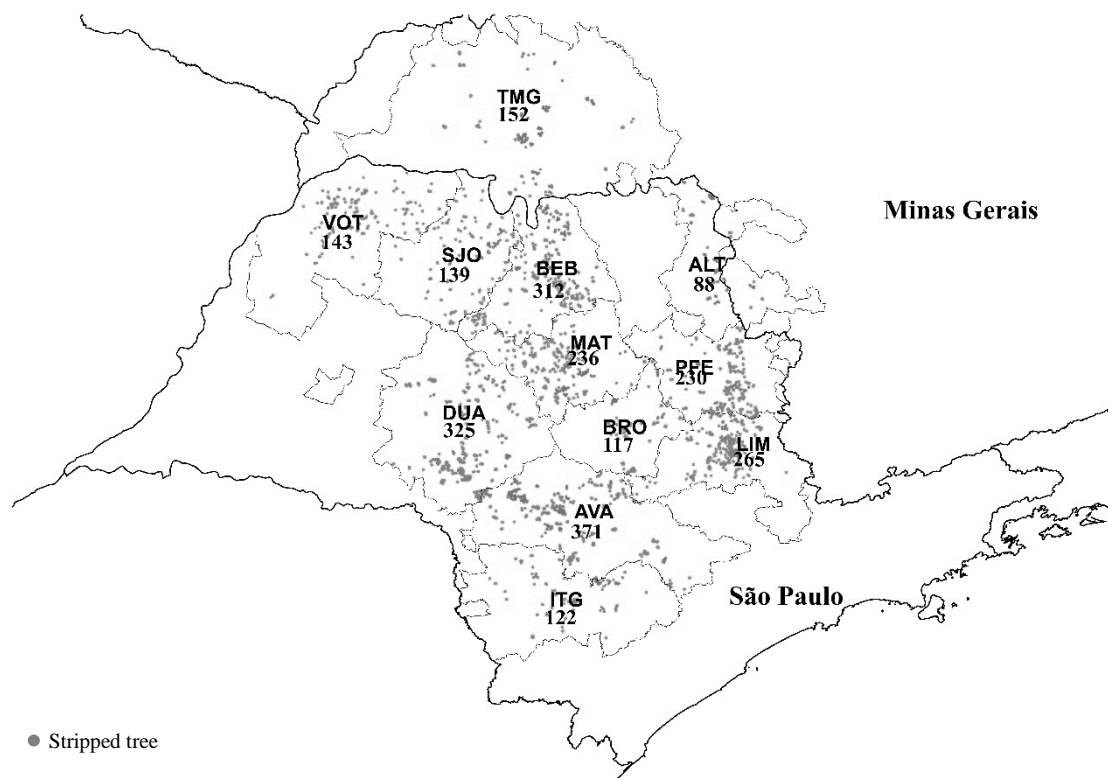 TMG
152
Minas Gerais
VOT
143
SJO
139
BEB
312
ALT
88
MAT
236
PFE
230
DUA
325
BRO
117
LIM
265
AVA
371
ITG
122
São Paulo
Stripped tree